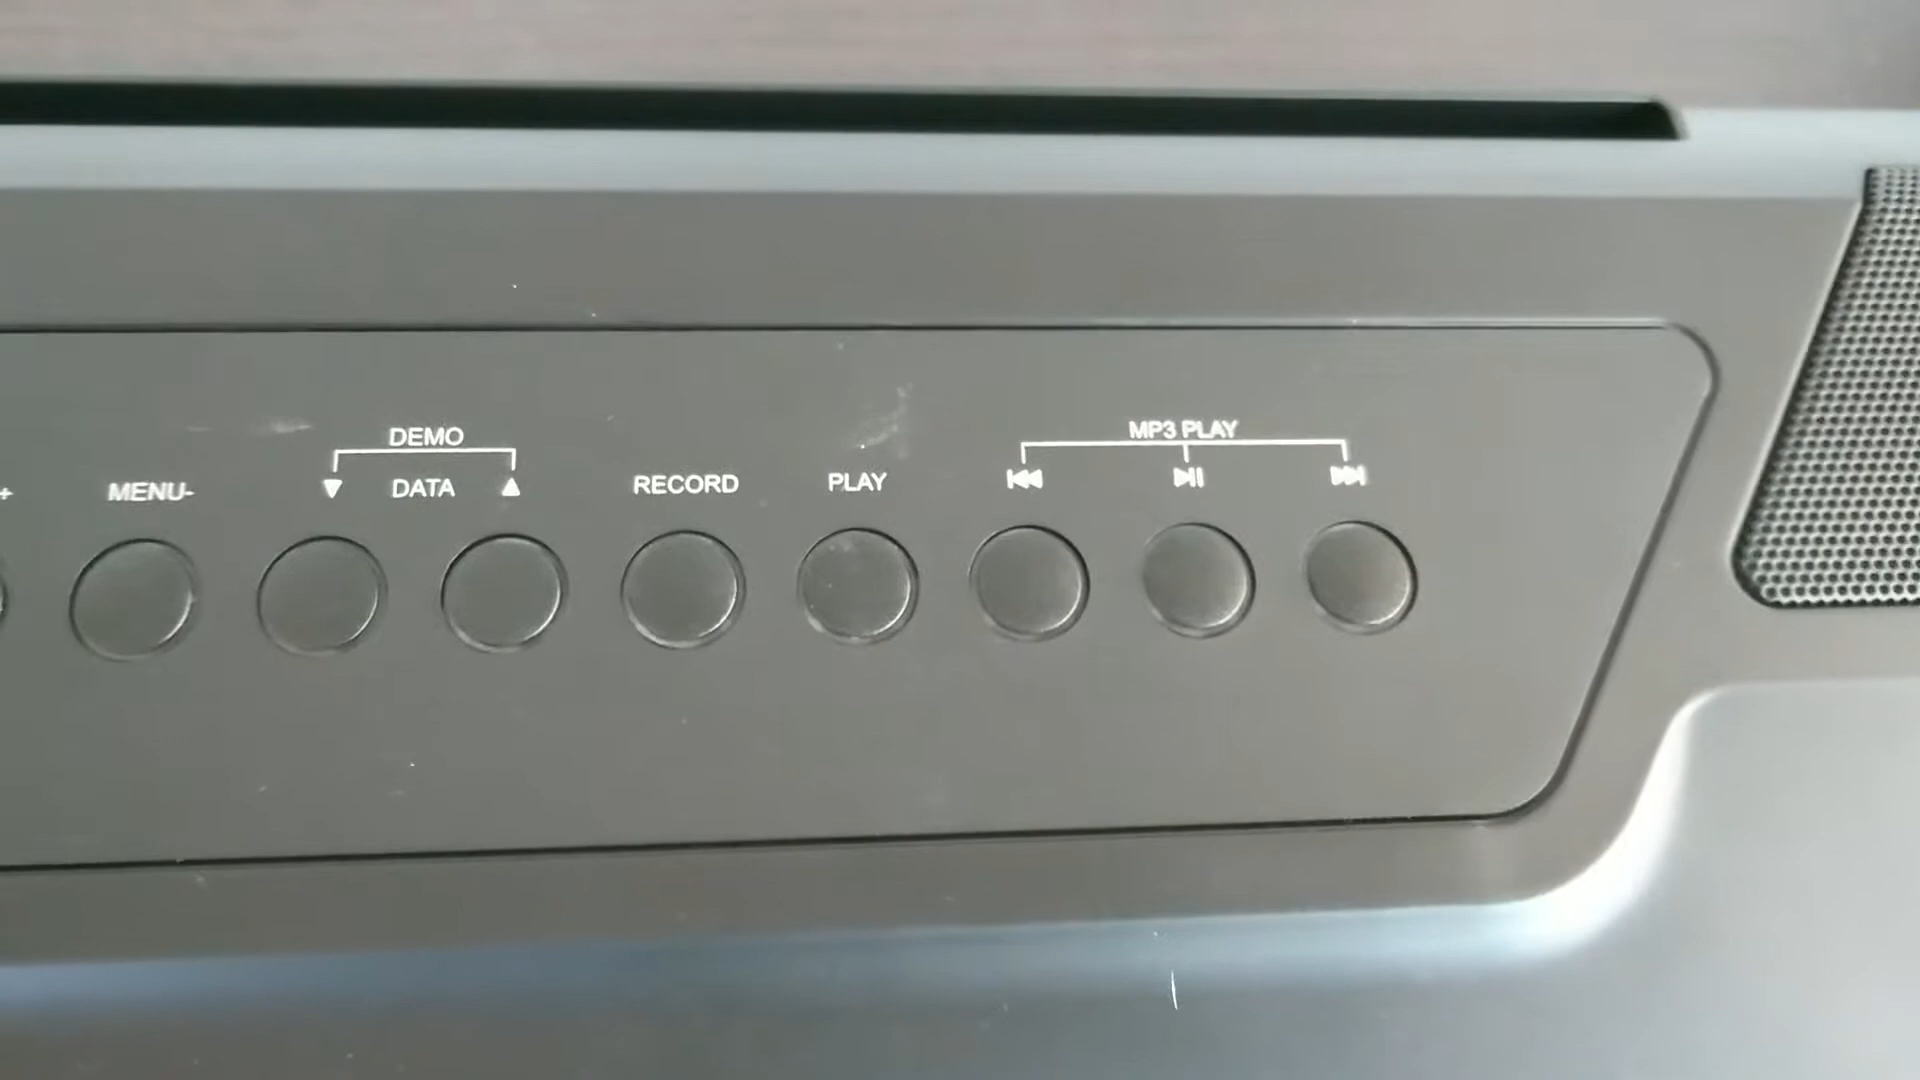 DEMO
MP3 PLAY
+ MENU- ▼ DATA ▲ RECORD PLAY ⏮ ⏯ ⏭